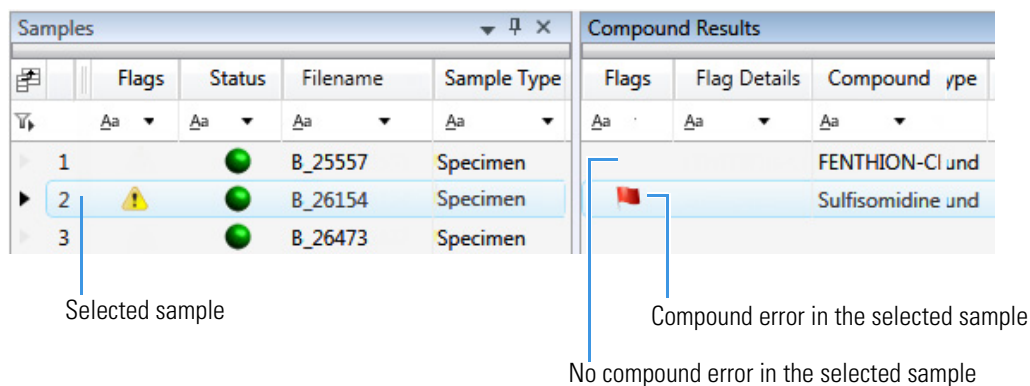 Samples
Compound Results
Flags Status Filename Sample Type
Flags Flag Details Compound ype
Aa Aa Aa Aa
Aa Aa Aa
1 B_25557 Specimen
FENTHION-Cl und
2 B_26154 Specimen
Sulfisomidine und
3 B_26473 Specimen
Selected sample
Compound error in the selected sample
No compound error in the selected sample